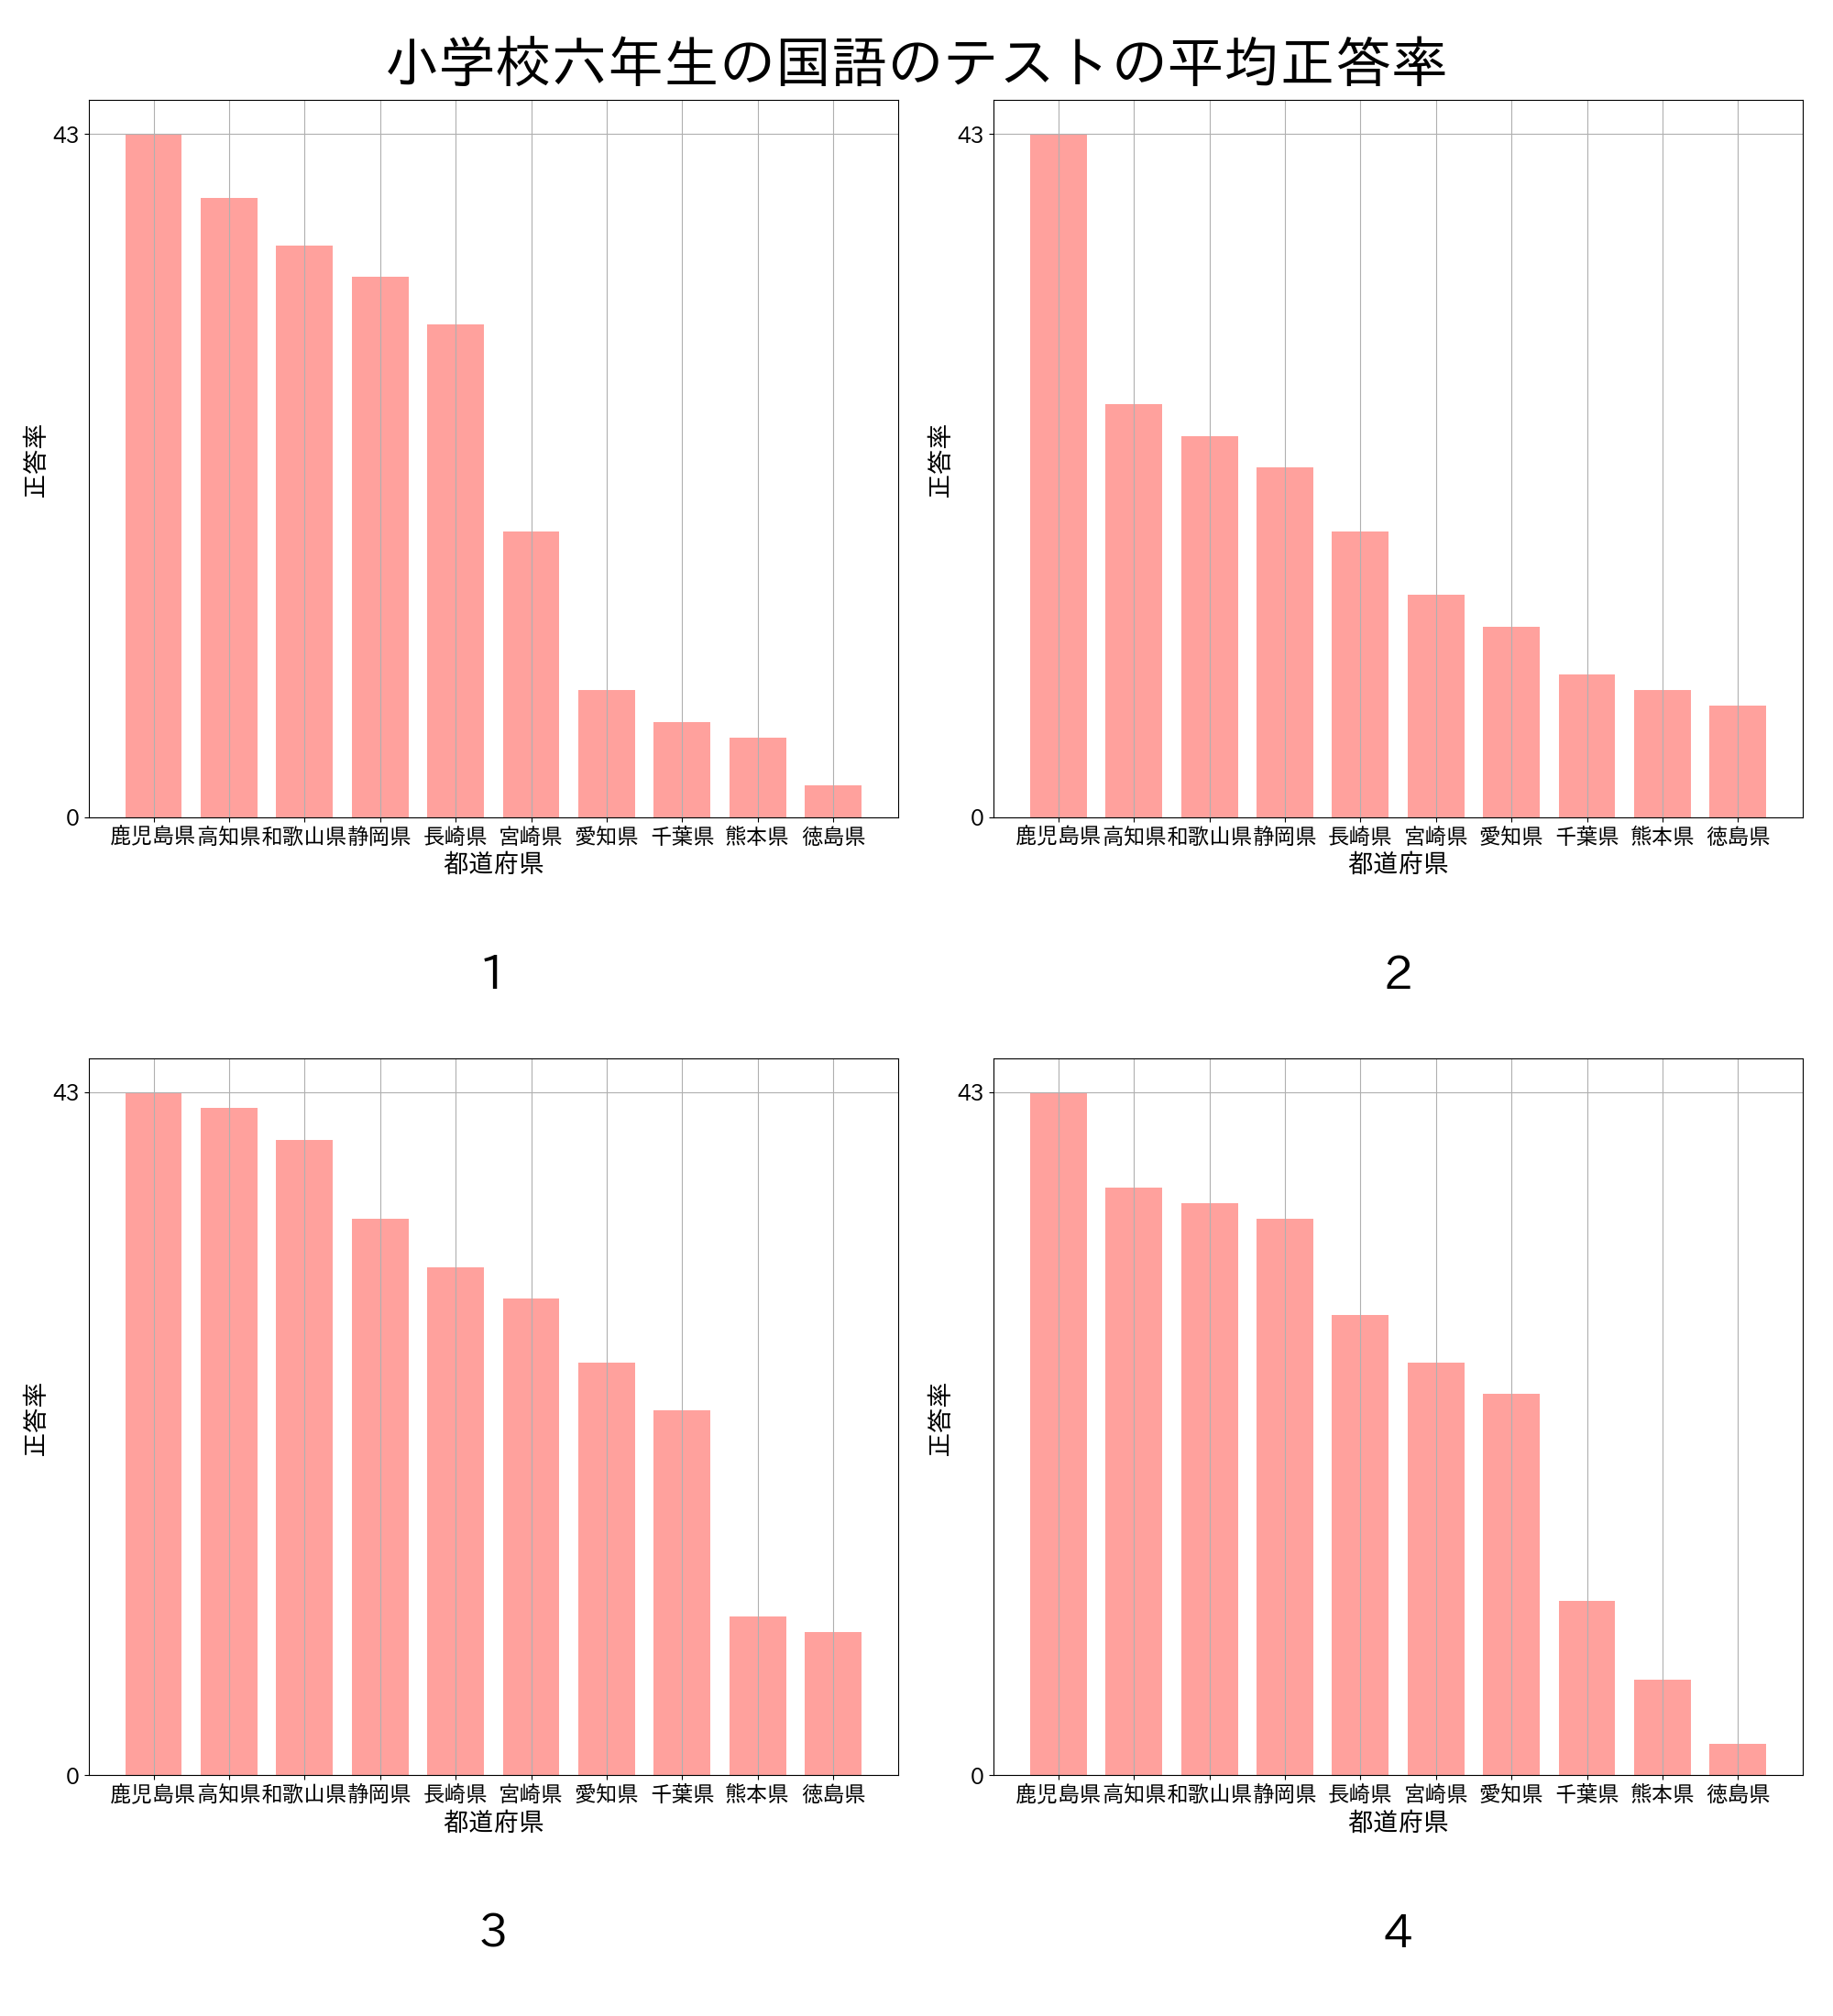 小学校六年生の国語のテストの平均正答率
43
0
正答率
鹿児島県 高知県 和歌山県 静岡県 長崎県 宮崎県 愛知県 千葉県 熊本県 徳島県
都道府県
1
43
0
正答率
鹿児島県 高知県 和歌山県 静岡県 長崎県 宮崎県 愛知県 千葉県 熊本県 徳島県
都道府県
2
43
0
正答率
鹿児島県 高知県 和歌山県 静岡県 長崎県 宮崎県 愛知県 千葉県 熊本県 徳島県
都道府県
3
43
0
正答率
鹿児島県 高知県 和歌山県 静岡県 長崎県 宮崎県 愛知県 千葉県 熊本県 徳島県
都道府県
4